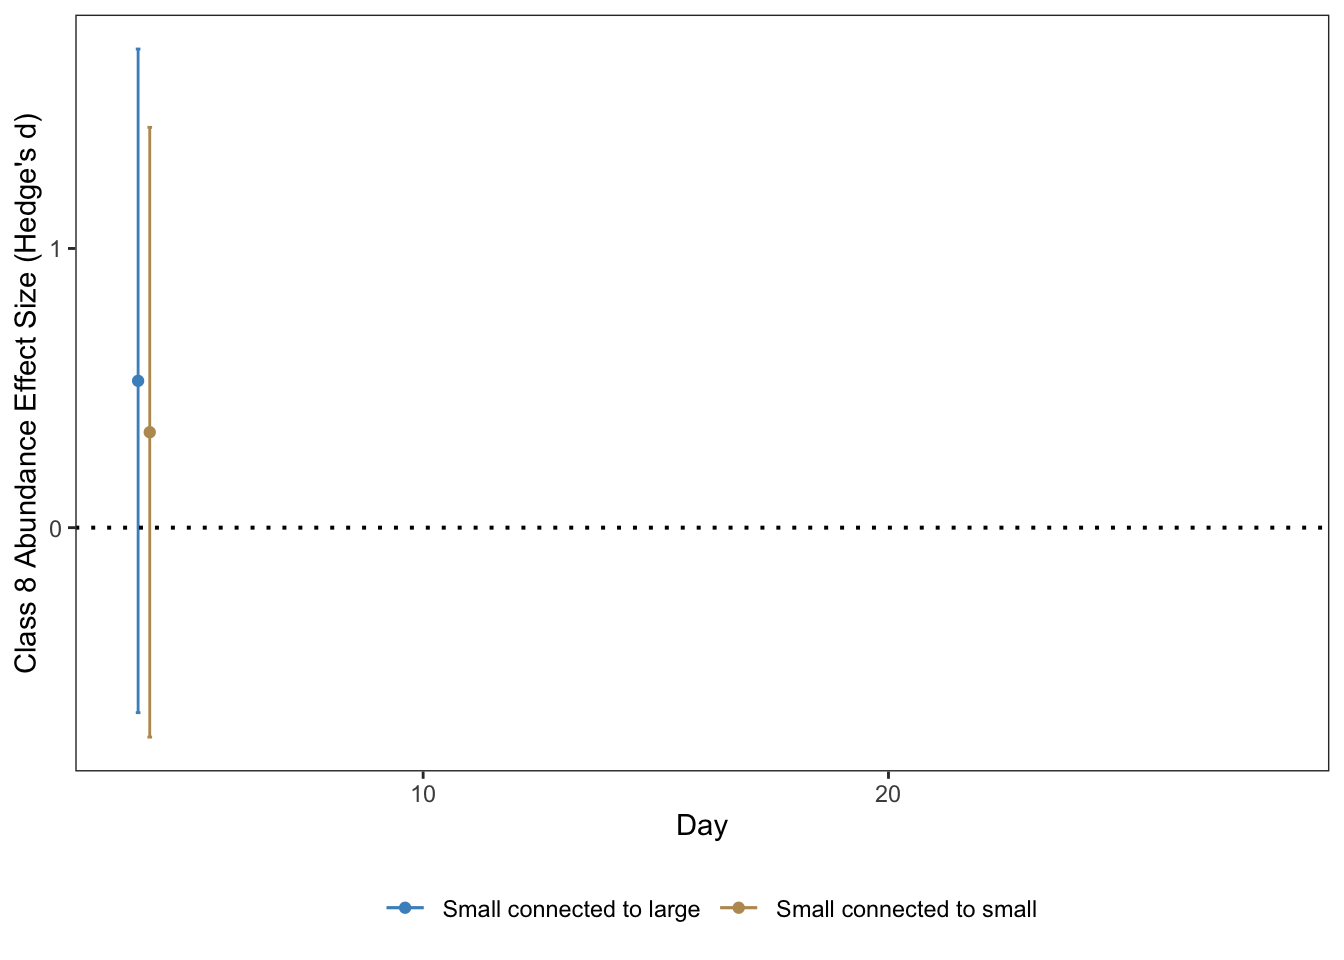 Class 8 Abundance Effect Size (Hedge's d)
1
0
10 20
Day
Small connected to large Small connected to small